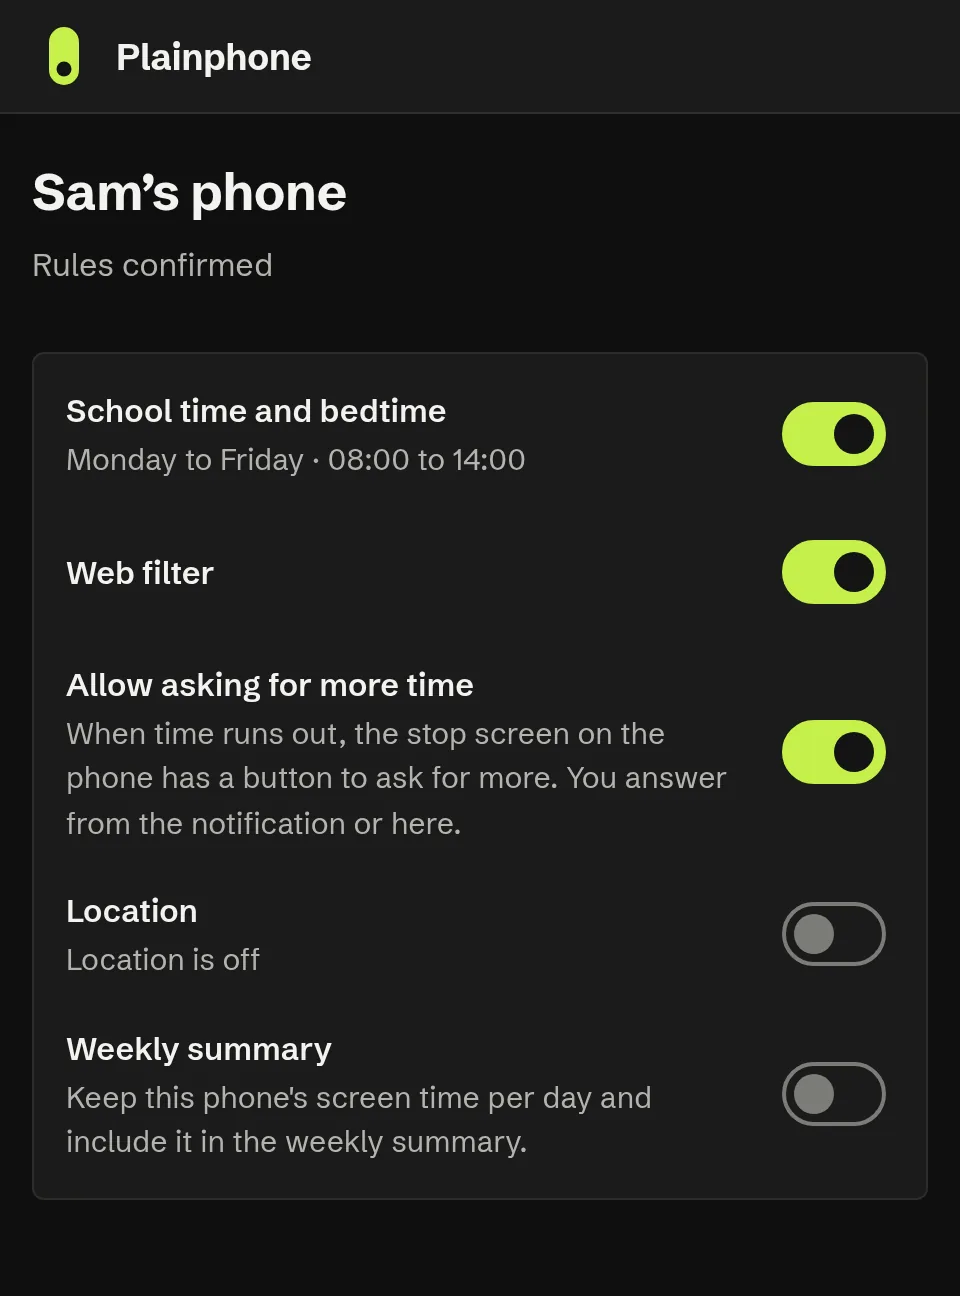 Plainphone
Sam’s phone
Rules confirmed
School time and bedtime
Monday to Friday · 08:00 to 14:00
Web filter
Allow asking for more time
When time runs out, the stop screen on the
phone has a button to ask for more. You answer
from the notification or here.
Location
Location is off
Weekly summary
Keep this phone's screen time per day and
include it in the weekly summary.